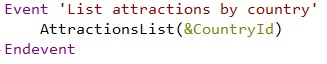 Event 'List attractions by country'
    AttractionsList(&CountryId)
Endevent